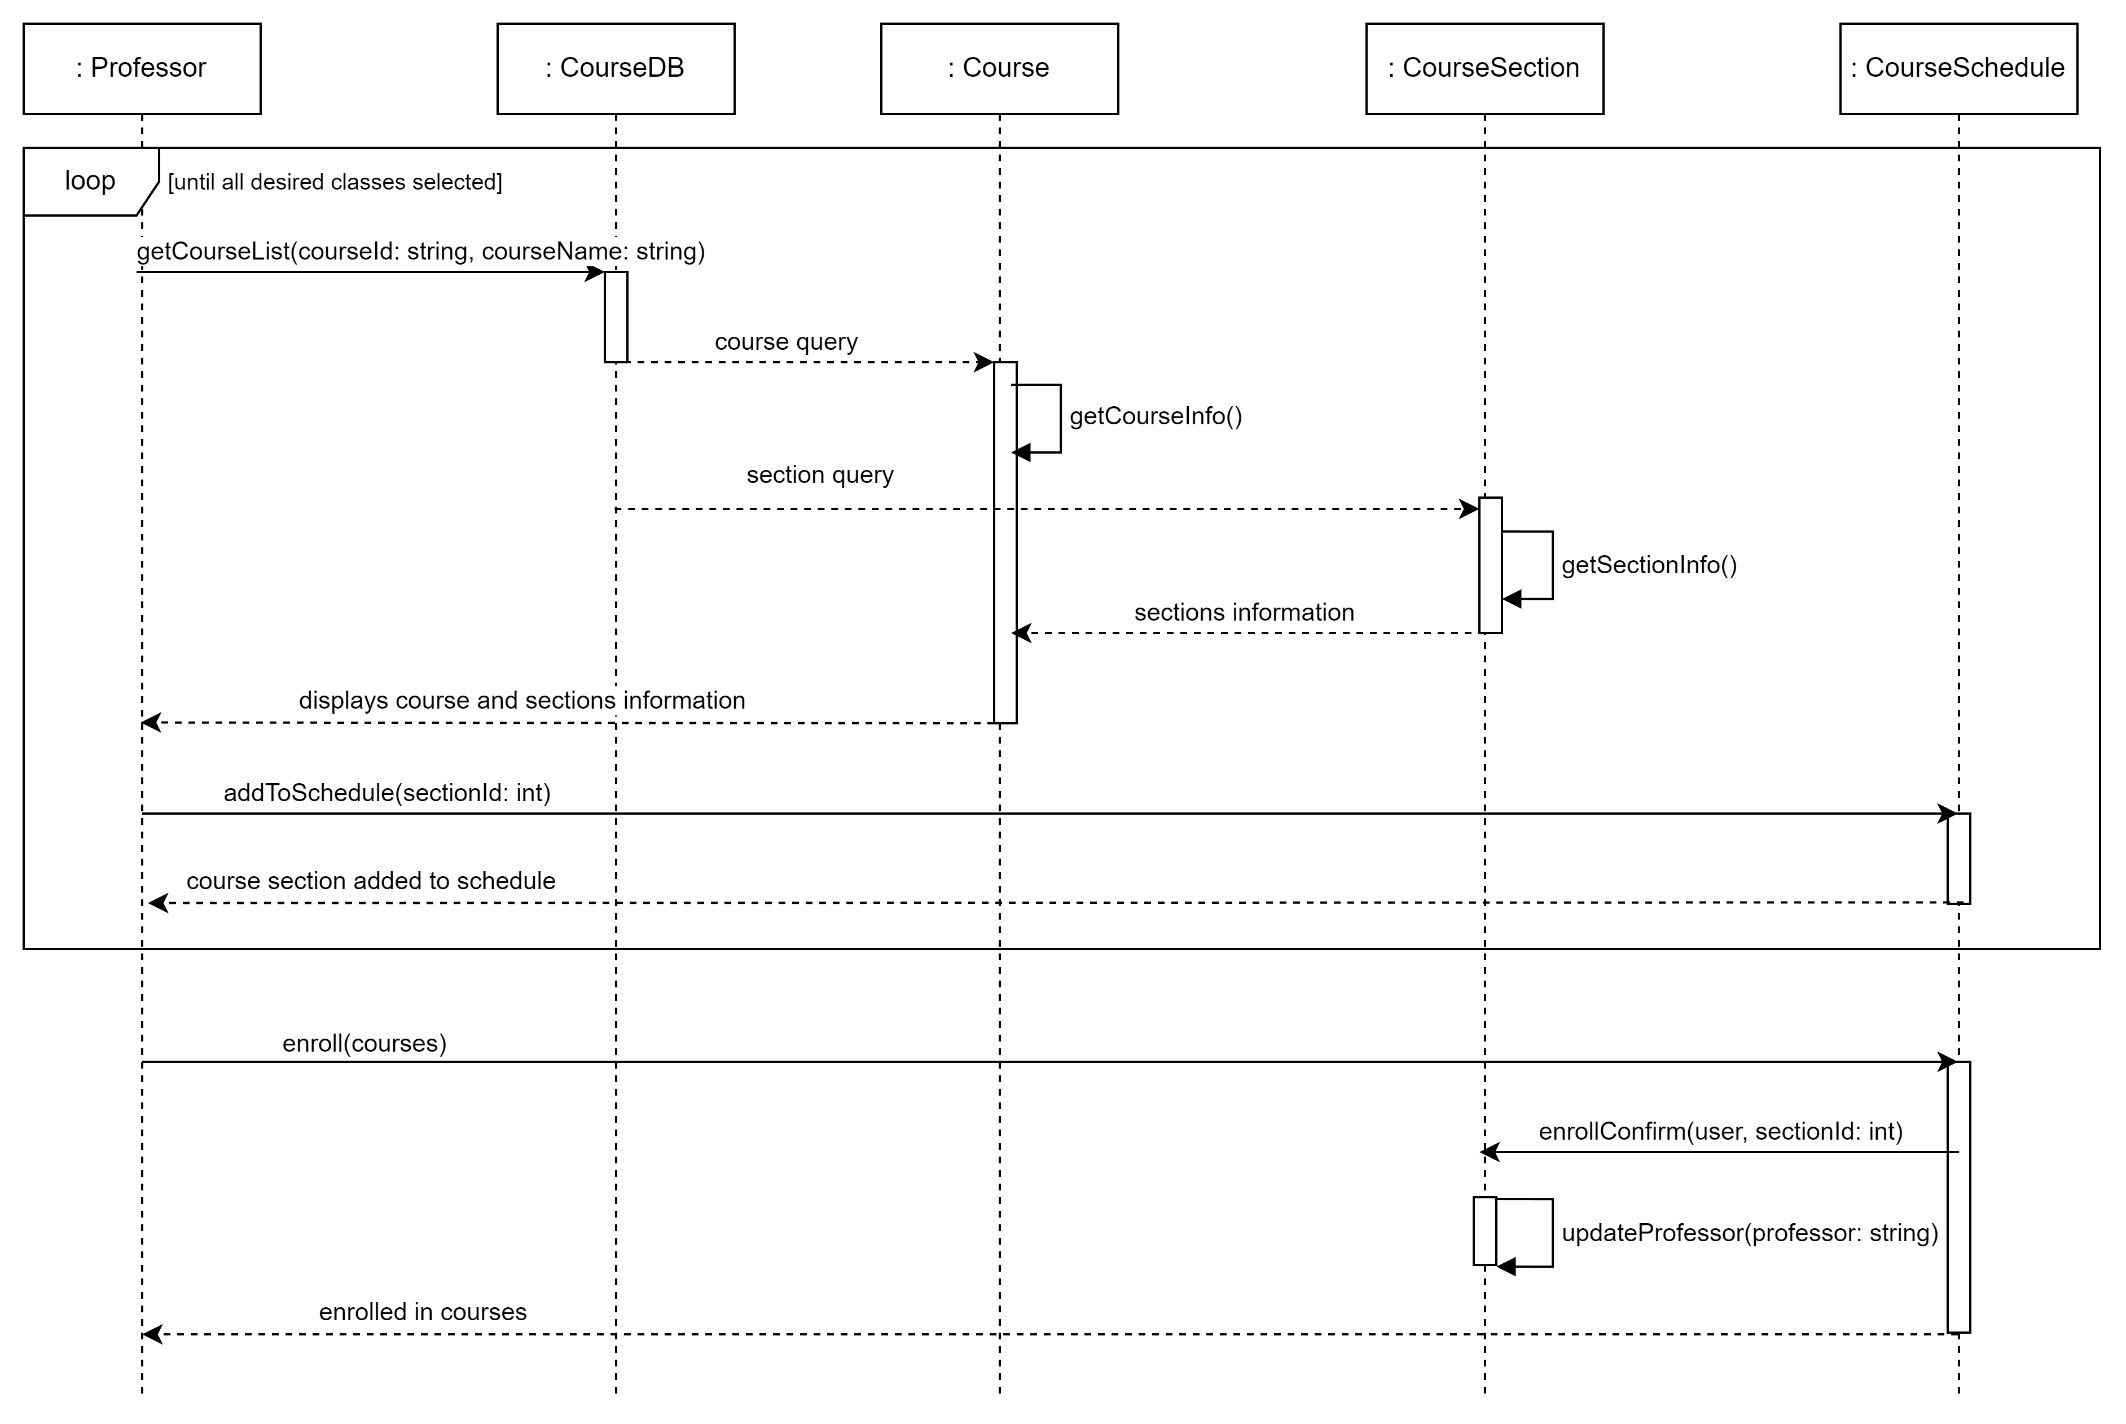 : Professor
: CourseDB
: Course
: CourseSection
: CourseSchedule
loop
[until all desired classes selected]
getCourseList(courseId: string, courseName: string)
course query
getCourseInfo()
section query
getSectionInfo()
sections information
displays course and sections information
addToSchedule(sectionId: int)
course section added to schedule
enroll(courses)
enrollConfirm(user, sectionId: int)
updateProfessor(professor: string)
enrolled in courses